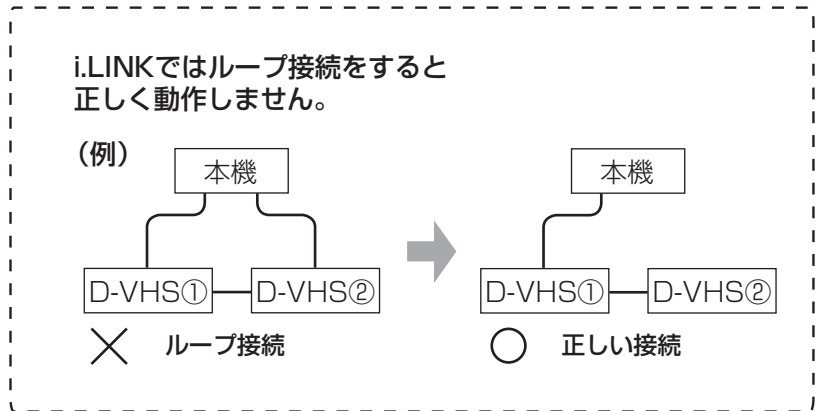 i.LINKではループ接続をすると
正しく動作しません。
（例）
本機
D-VHS①
D-VHS②
ループ接続
本機
D-VHS①
D-VHS②
正しい接続